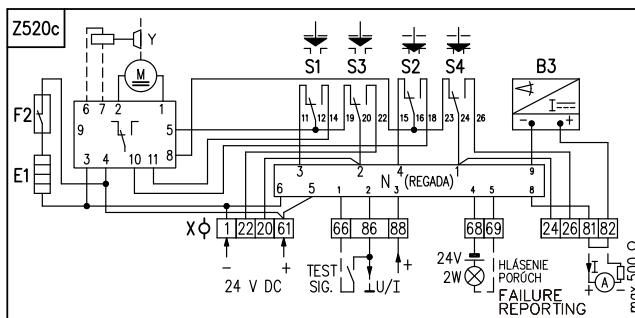 Z520c
Y
S1 S3 S2 S4 B3
M
6 7 2 1
F2
9 5
11 12 14 19 20 22 15 16 18 23 24 26
I
- +
3 4 10 11 8
E1
3 2 4 1 9
N (REGADA)
6 5 1 2 3 4 5 8
X 1 22 20 61 66 86 88 68 69 24 26 81 82
- +
24 V DC
TEST
SIG.
⊥U/I
+
24V
2W
HLÁSENIE
PORÚCH
FAILURE
REPORTING
I
+
A
max 500 Ω